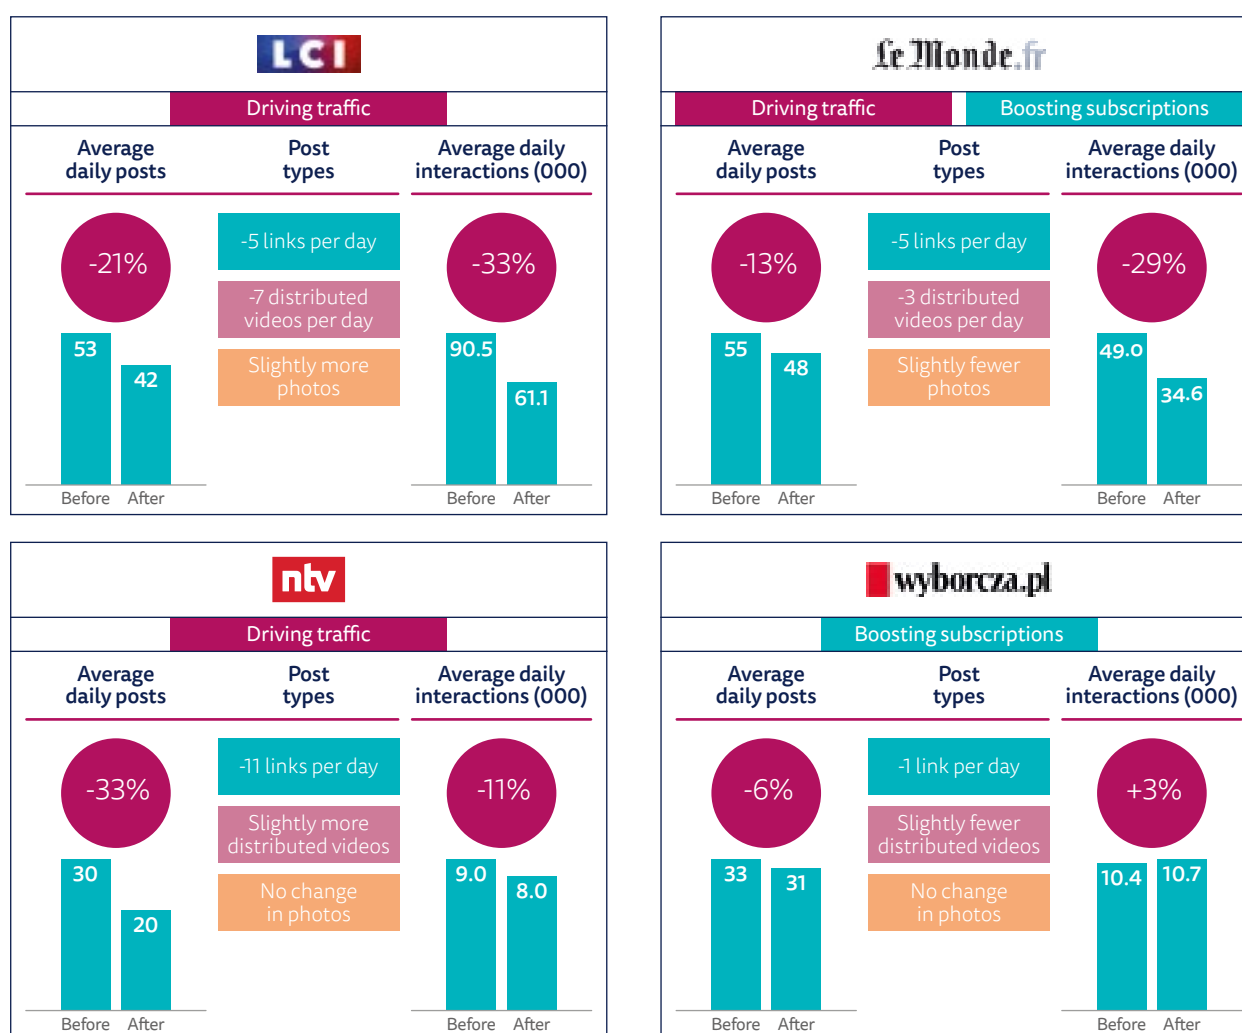 LCI
Driving traffic
Average
daily posts
Post
types
Average daily
interactions (000)
-21%
-5 links per day
-33%
-7 distributed
videos per day
53
42
Slightly more
photos
90.5
61.1
Before After
Before After
Le Monde.fr
Driving traffic
Boosting subscriptions
Average
daily posts
Post
types
Average daily
interactions (000)
-13%
-5 links per day
-29%
-3 distributed
videos per day
55
48
Slightly fewer
photos
49.0
34.6
Before After
Before After
ntv
Driving traffic
Average
daily posts
Post
types
Average daily
interactions (000)
-33%
-11 links per day
-11%
Slightly more
distributed videos
30
20
No change
in photos
9.0
8.0
Before After
Before After
wyborcza.pl
Boosting subscriptions
Average
daily posts
Post
types
Average daily
interactions (000)
-6%
-1 link per day
+3%
Slightly fewer
distributed videos
33
31
No change
in photos
10.4
10.7
Before After
Before After